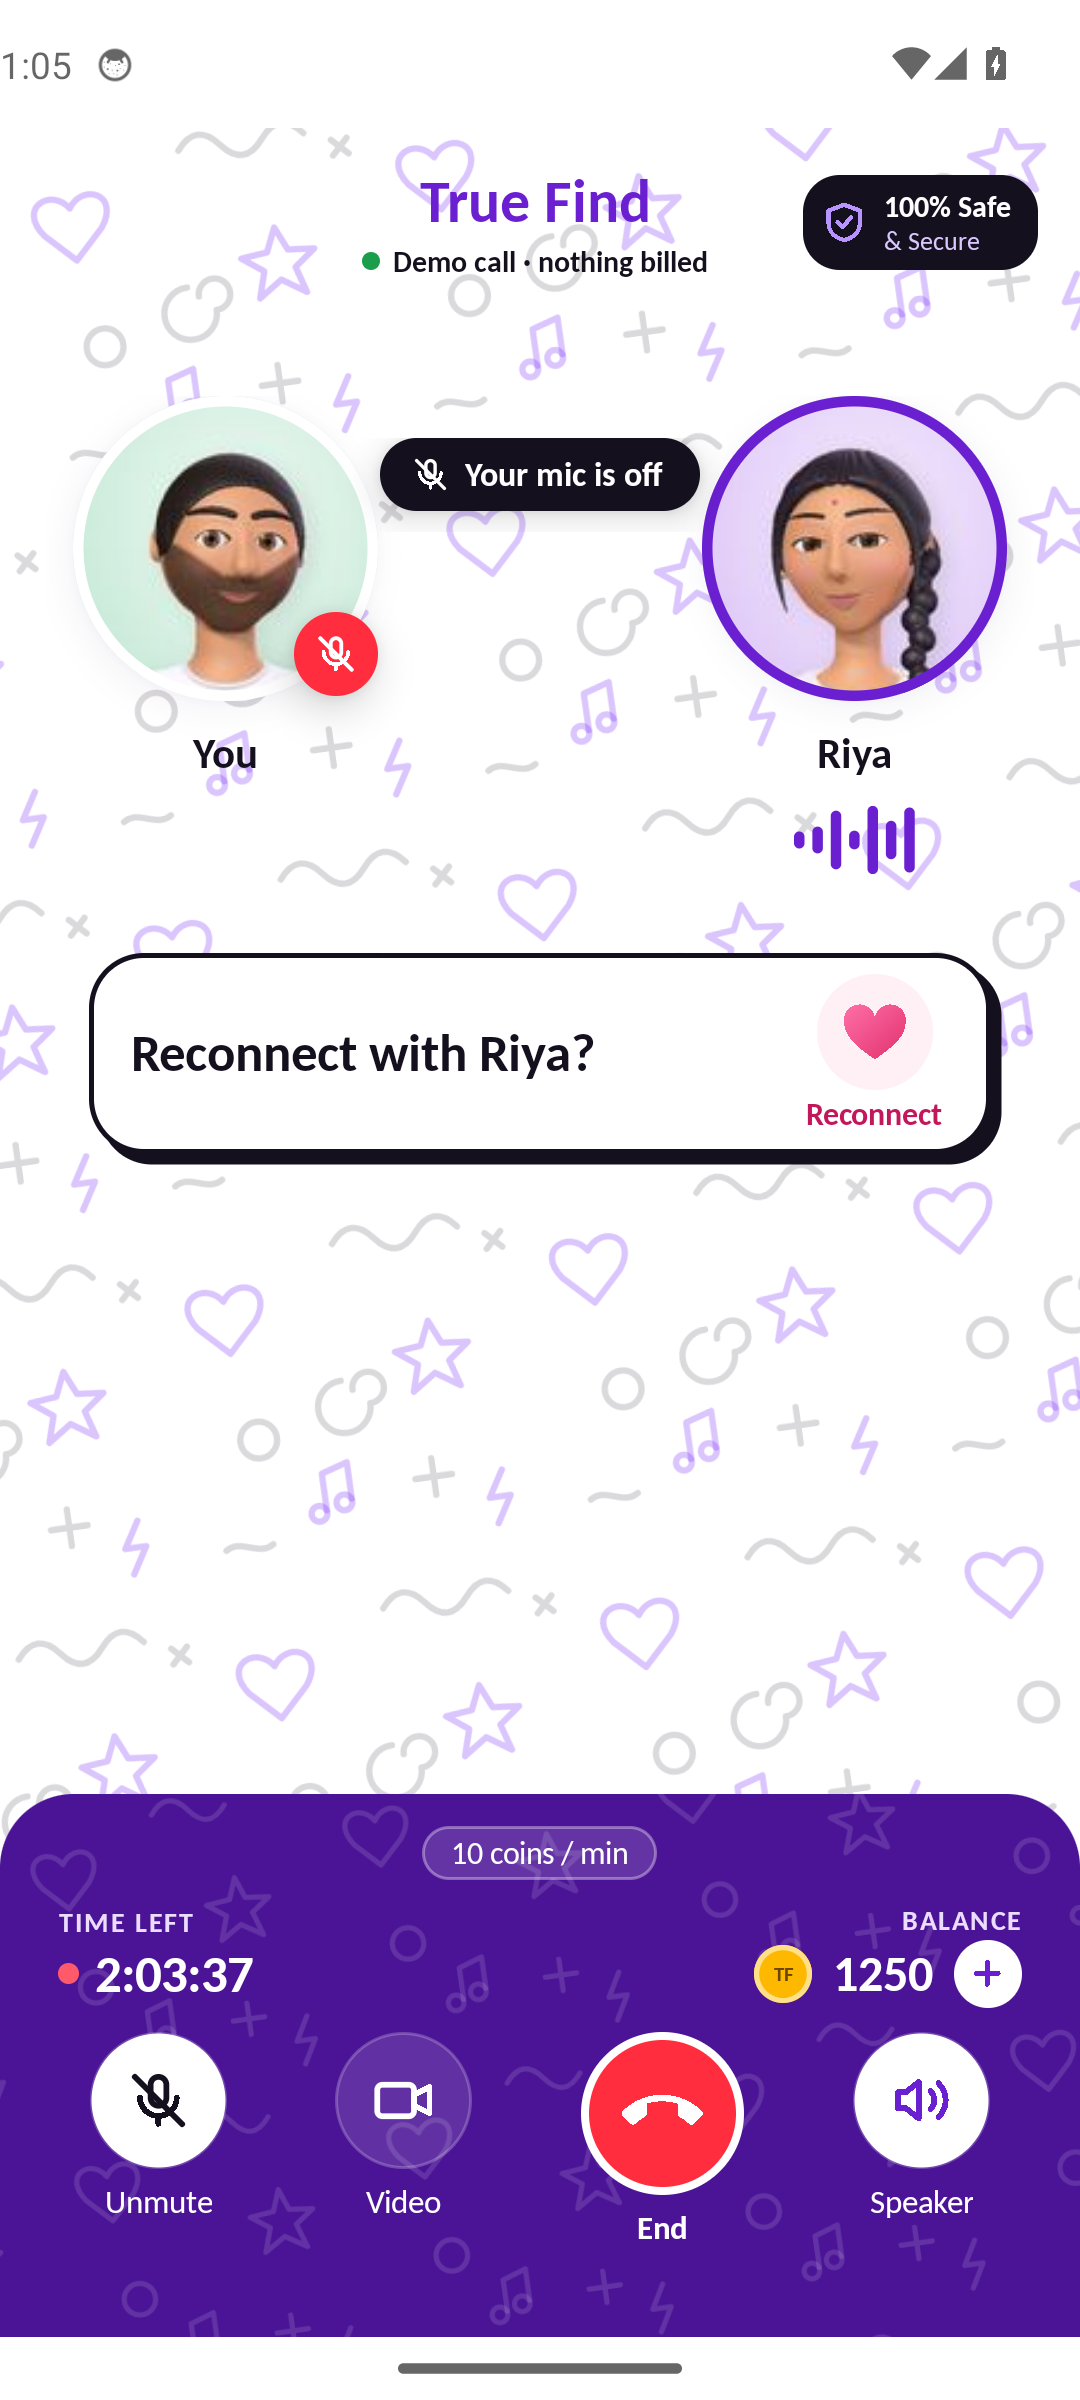 1:05
True Find
Demo call · nothing billed
100% Safe
& Secure
Your mic is off
You
Riya
Reconnect with Riya?
Reconnect
10 coins / min
TIME LEFT
2:03:37
BALANCE
TF
1250
Unmute
Video
End
Speaker